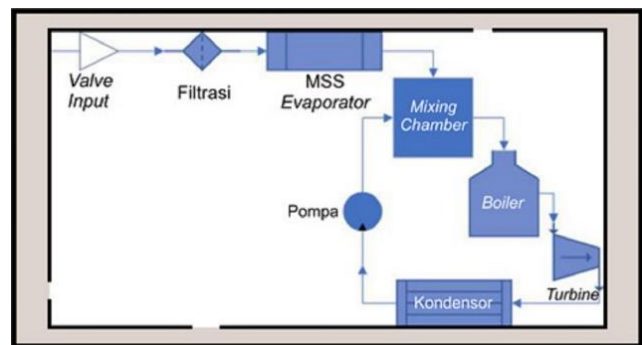 Valve
Input
Filtrasi
MSS
Evaporator
Mixing
Chamber
Pompa
Boiler
Turbine
Kondensor